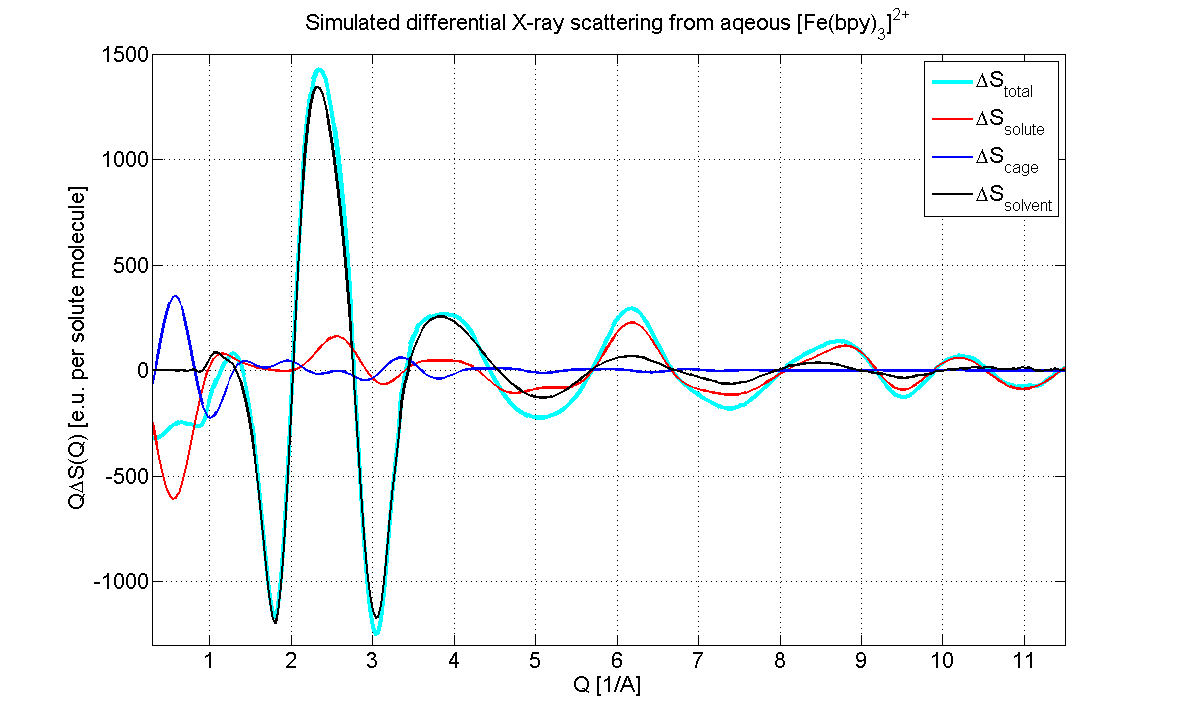 Simulated differential X-ray scattering from aqeous [Fe(bpy)3]2+
QΔS(Q) [e.u. per solute molecule]
1500
1000
500
0
-500
-1000
ΔStotal
ΔSsolute
ΔScage
ΔSsolvent
1 2 3 4 5 6 7 8 9 10 11
Q [1/A]